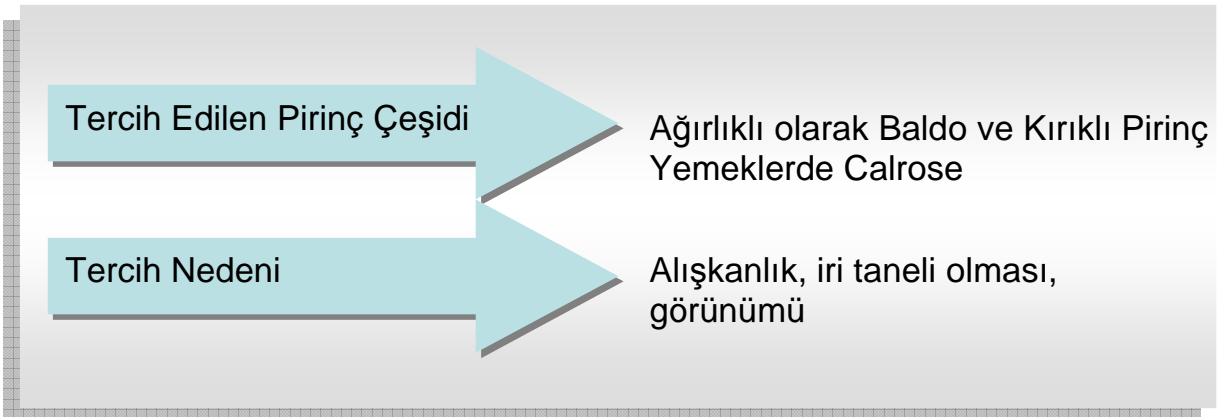 Tercih Edilen Pirinç Çeşidi
Ağırlıklı olarak Baldo ve Kırıklı Pirinç
Yemeklerde Calrose
Tercih Nedeni
Alışkanlık, iri taneli olması,
görünümü